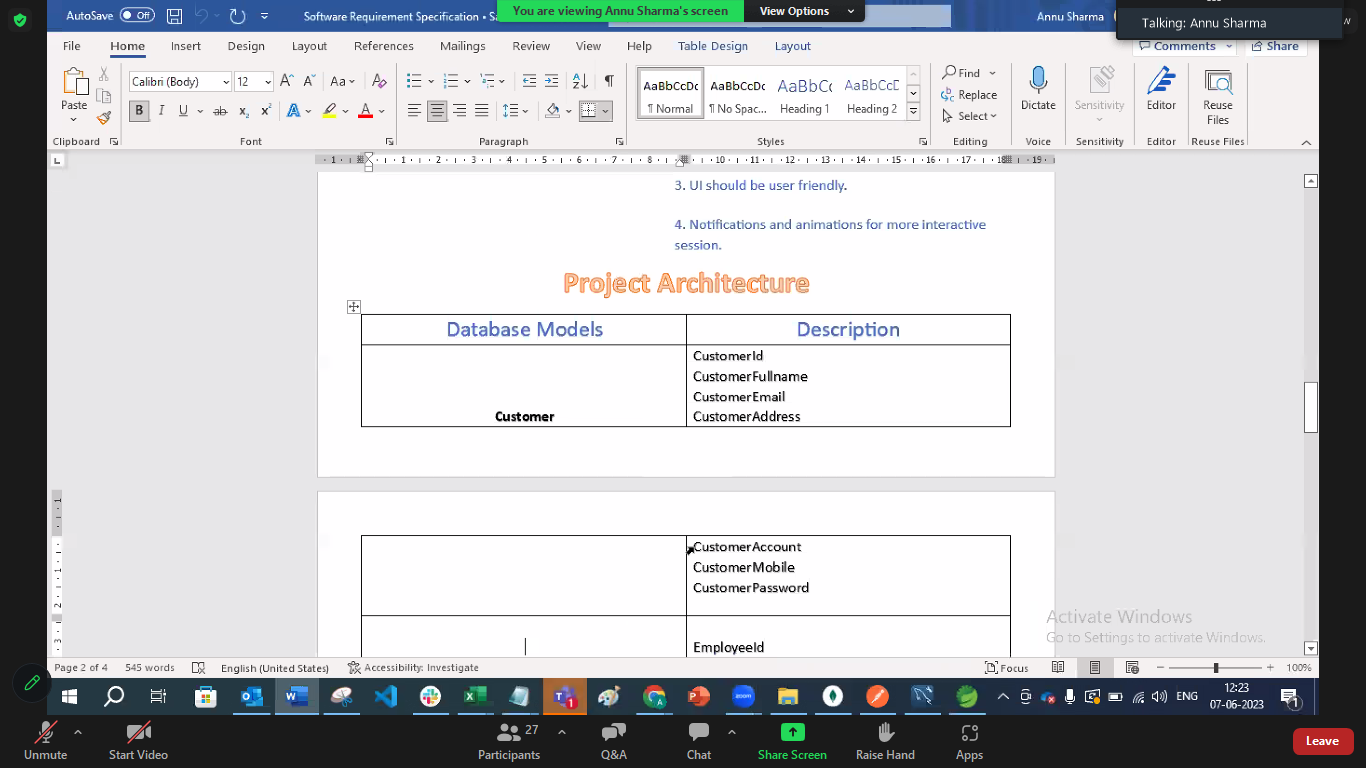 AutoSave Off
Software Requirement Specification
You are viewing Annu Sharma's screen
View Options
Annu Sharma
Talking: Annu Sharma
File Home Insert Design Layout References Mailings Review View Help Table Design Layout
Comments Share
Paste
Calibri (Body) 12
AaBbCcDc AaBbCcDc AaBbCc AaBbCcE
¶ Normal ¶ No Spac... Heading 1 Heading 2
Find
Replace
Select
Dictate
Sensitivity
Editor
Reuse
Files
Clipboard Font Paragraph Styles Editing Voice Sensitivity Editor Reuse Files
3. UI should be user friendly.
4. Notifications and animations for more interactive
session.
Project Architecture
Database Models Description
CustomerId
CustomerFullname
CustomerEmail
Customer CustomerAddress
CustomerAccount
CustomerMobile
CustomerPassword
EmployeeId
Activate Windows
Go to Settings to activate Windows.
Page 2 of 4 545 words English (United States) Accessibility: Investigate Focus 100%
ENG
12:23
07-06-2023
Unmute Start Video Participants 27 Q&A Chat Share Screen Raise Hand Apps Leave